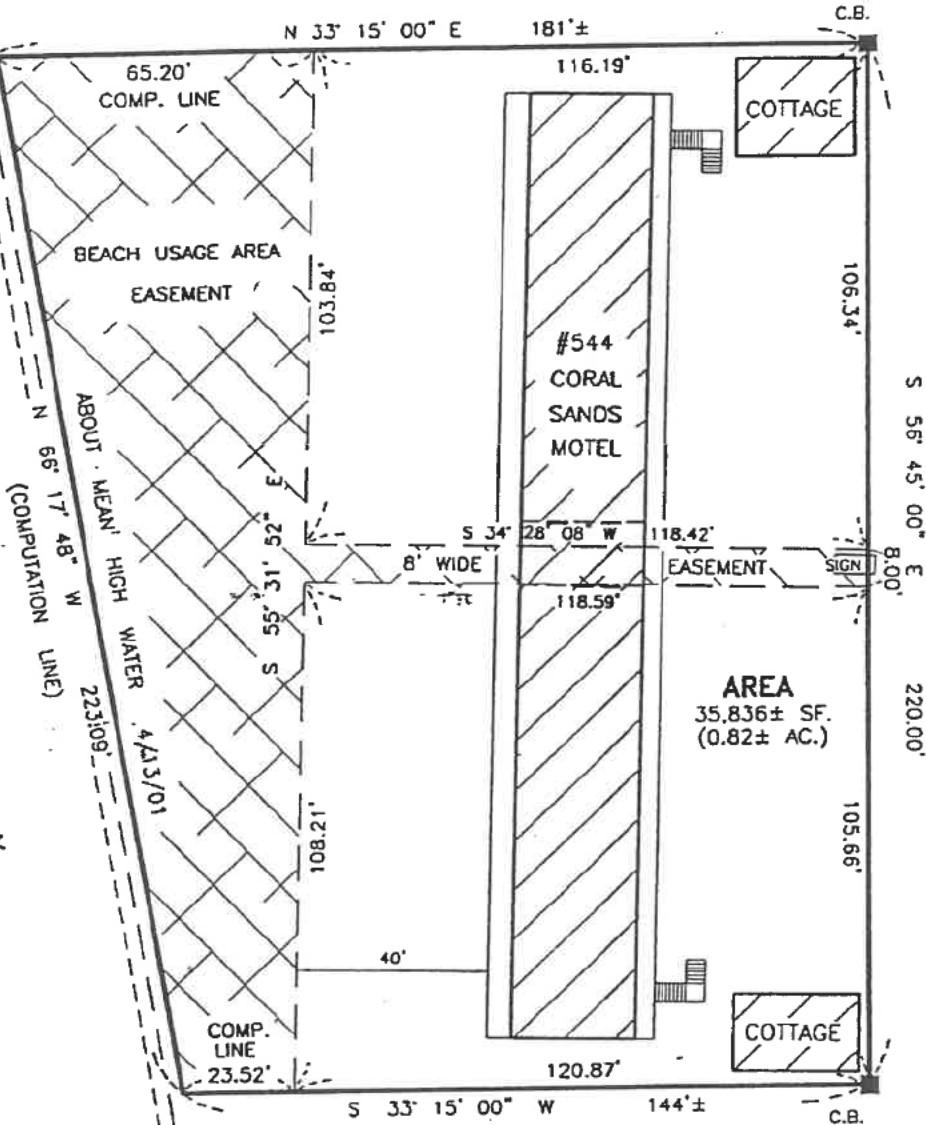 C.B.
N 33° 15' 00" E 181'±
65.20'
COMP. LINE
116.19'
COTTAGE
BEACH USAGE AREA
EASEMENT
103.84'
106.34'
#544
CORAL
SANDS
MOTEL
S 56° 45' 00" E 220.00'
ABOUT MEAN HIGH WATER 4/13/01
N 66° 17' 48" W 223.09'
(COMPUTATION LINE)
S 55° 31' 52" E
S 34° 28' 08" W 118.42'
8' WIDE
EASEMENT
SIGN
8.00'
118.59'
AREA
35,836± SF.
(0.82± AC.)
108.21'
105.66'
40'
COMP.
LINE
23.52'
120.87'
COTTAGE
S 33° 15' 00" W 144'±
C.B.